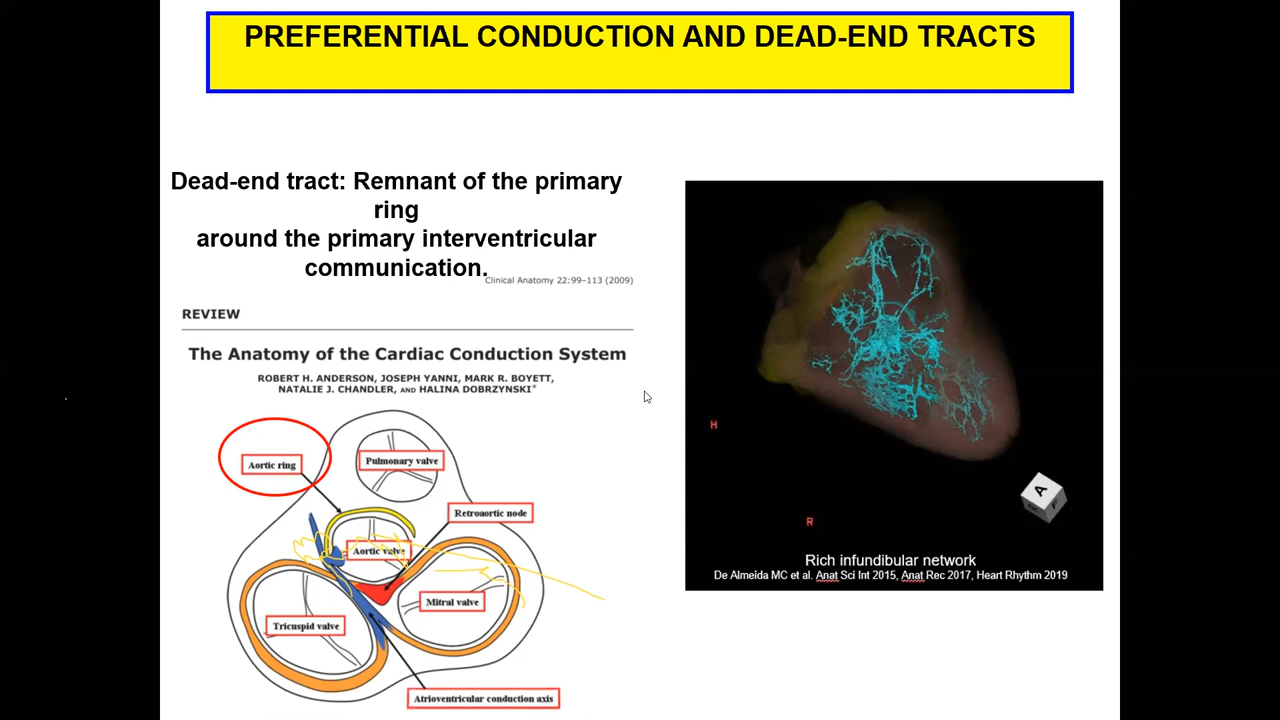 PREFERENTIAL CONDUCTION AND DEAD-END TRACTS
Dead-end tract: Remnant of the primary
ring
around the primary interventricular
communication.
Clinical Anatomy 22:99–113 (2009)
REVIEW
The Anatomy of the Cardiac Conduction System
ROBERT H. ANDERSON, JOSEPH YANNI, MARK R. BOYETT,
NATALIE J. CHANDLER, AND HALINA DOBRZYNSKI*
Aortic ring
Pulmonary valve
Retroaortic node
Aortic valve
Mitral valve
Tricuspid valve
Atrioventricular conduction axis
H
A
F
R
Rich infundibular network
De Almeida MC et al. Anat Sci Int 2015, Anat Rec 2017, Heart Rhythm 2019